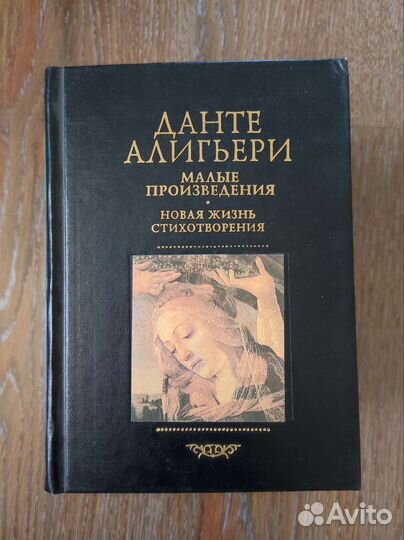 ДАНТЕ
АЛИГЬЕРИ
МАЛЫЕ
ПРОИЗВЕДЕНИЯ
•
НОВАЯ ЖИЗНЬ
СТИХОТВОРЕНИЯ
Avito